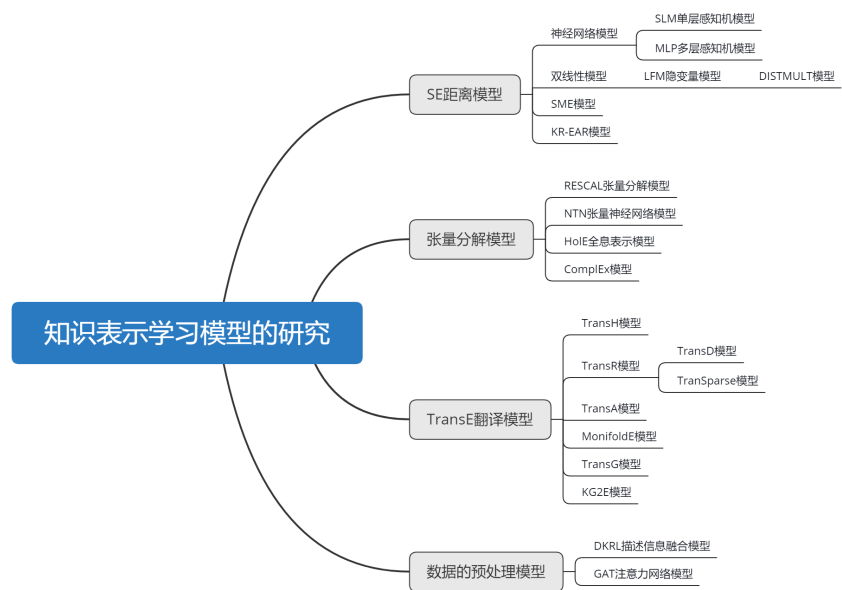 知识表示学习模型的研究
SE距离模型
神经网络模型
SLM单层感知机模型
MLP多层感知机模型
双线性模型
LFM隐变量模型
DISTMULT模型
SME模型
KR-EAR模型
张量分解模型
RESCAL张量分解模型
NTN张量神经网络模型
HolE全息表示模型
ComplEx模型
TransE翻译模型
TransH模型
TransR模型
TransD模型
TranSparse模型
TransA模型
MonifoldE模型
TransG模型
KG2E模型
数据的预处理模型
DKRL描述信息融合模型
GAT注意力网络模型